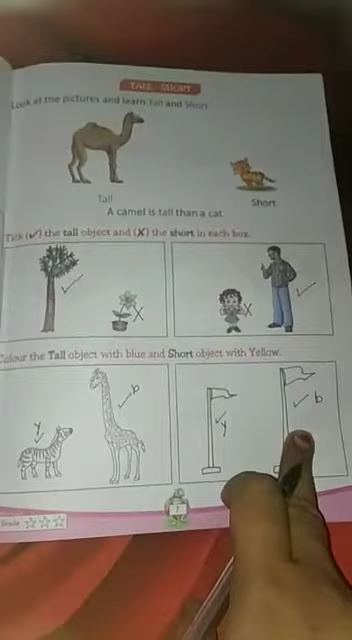 TALL SHORT
Look at the pictures and learn Tall and Short
Tall
Short
A camel is tall than a cat.
Tick (✓) the tall object and (X) the short in each box.
✓ X X ✓
Colour the Tall object with blue and Short object with Yellow.
y ✓ ✓ b ✓ y ✓ b
Grade
7